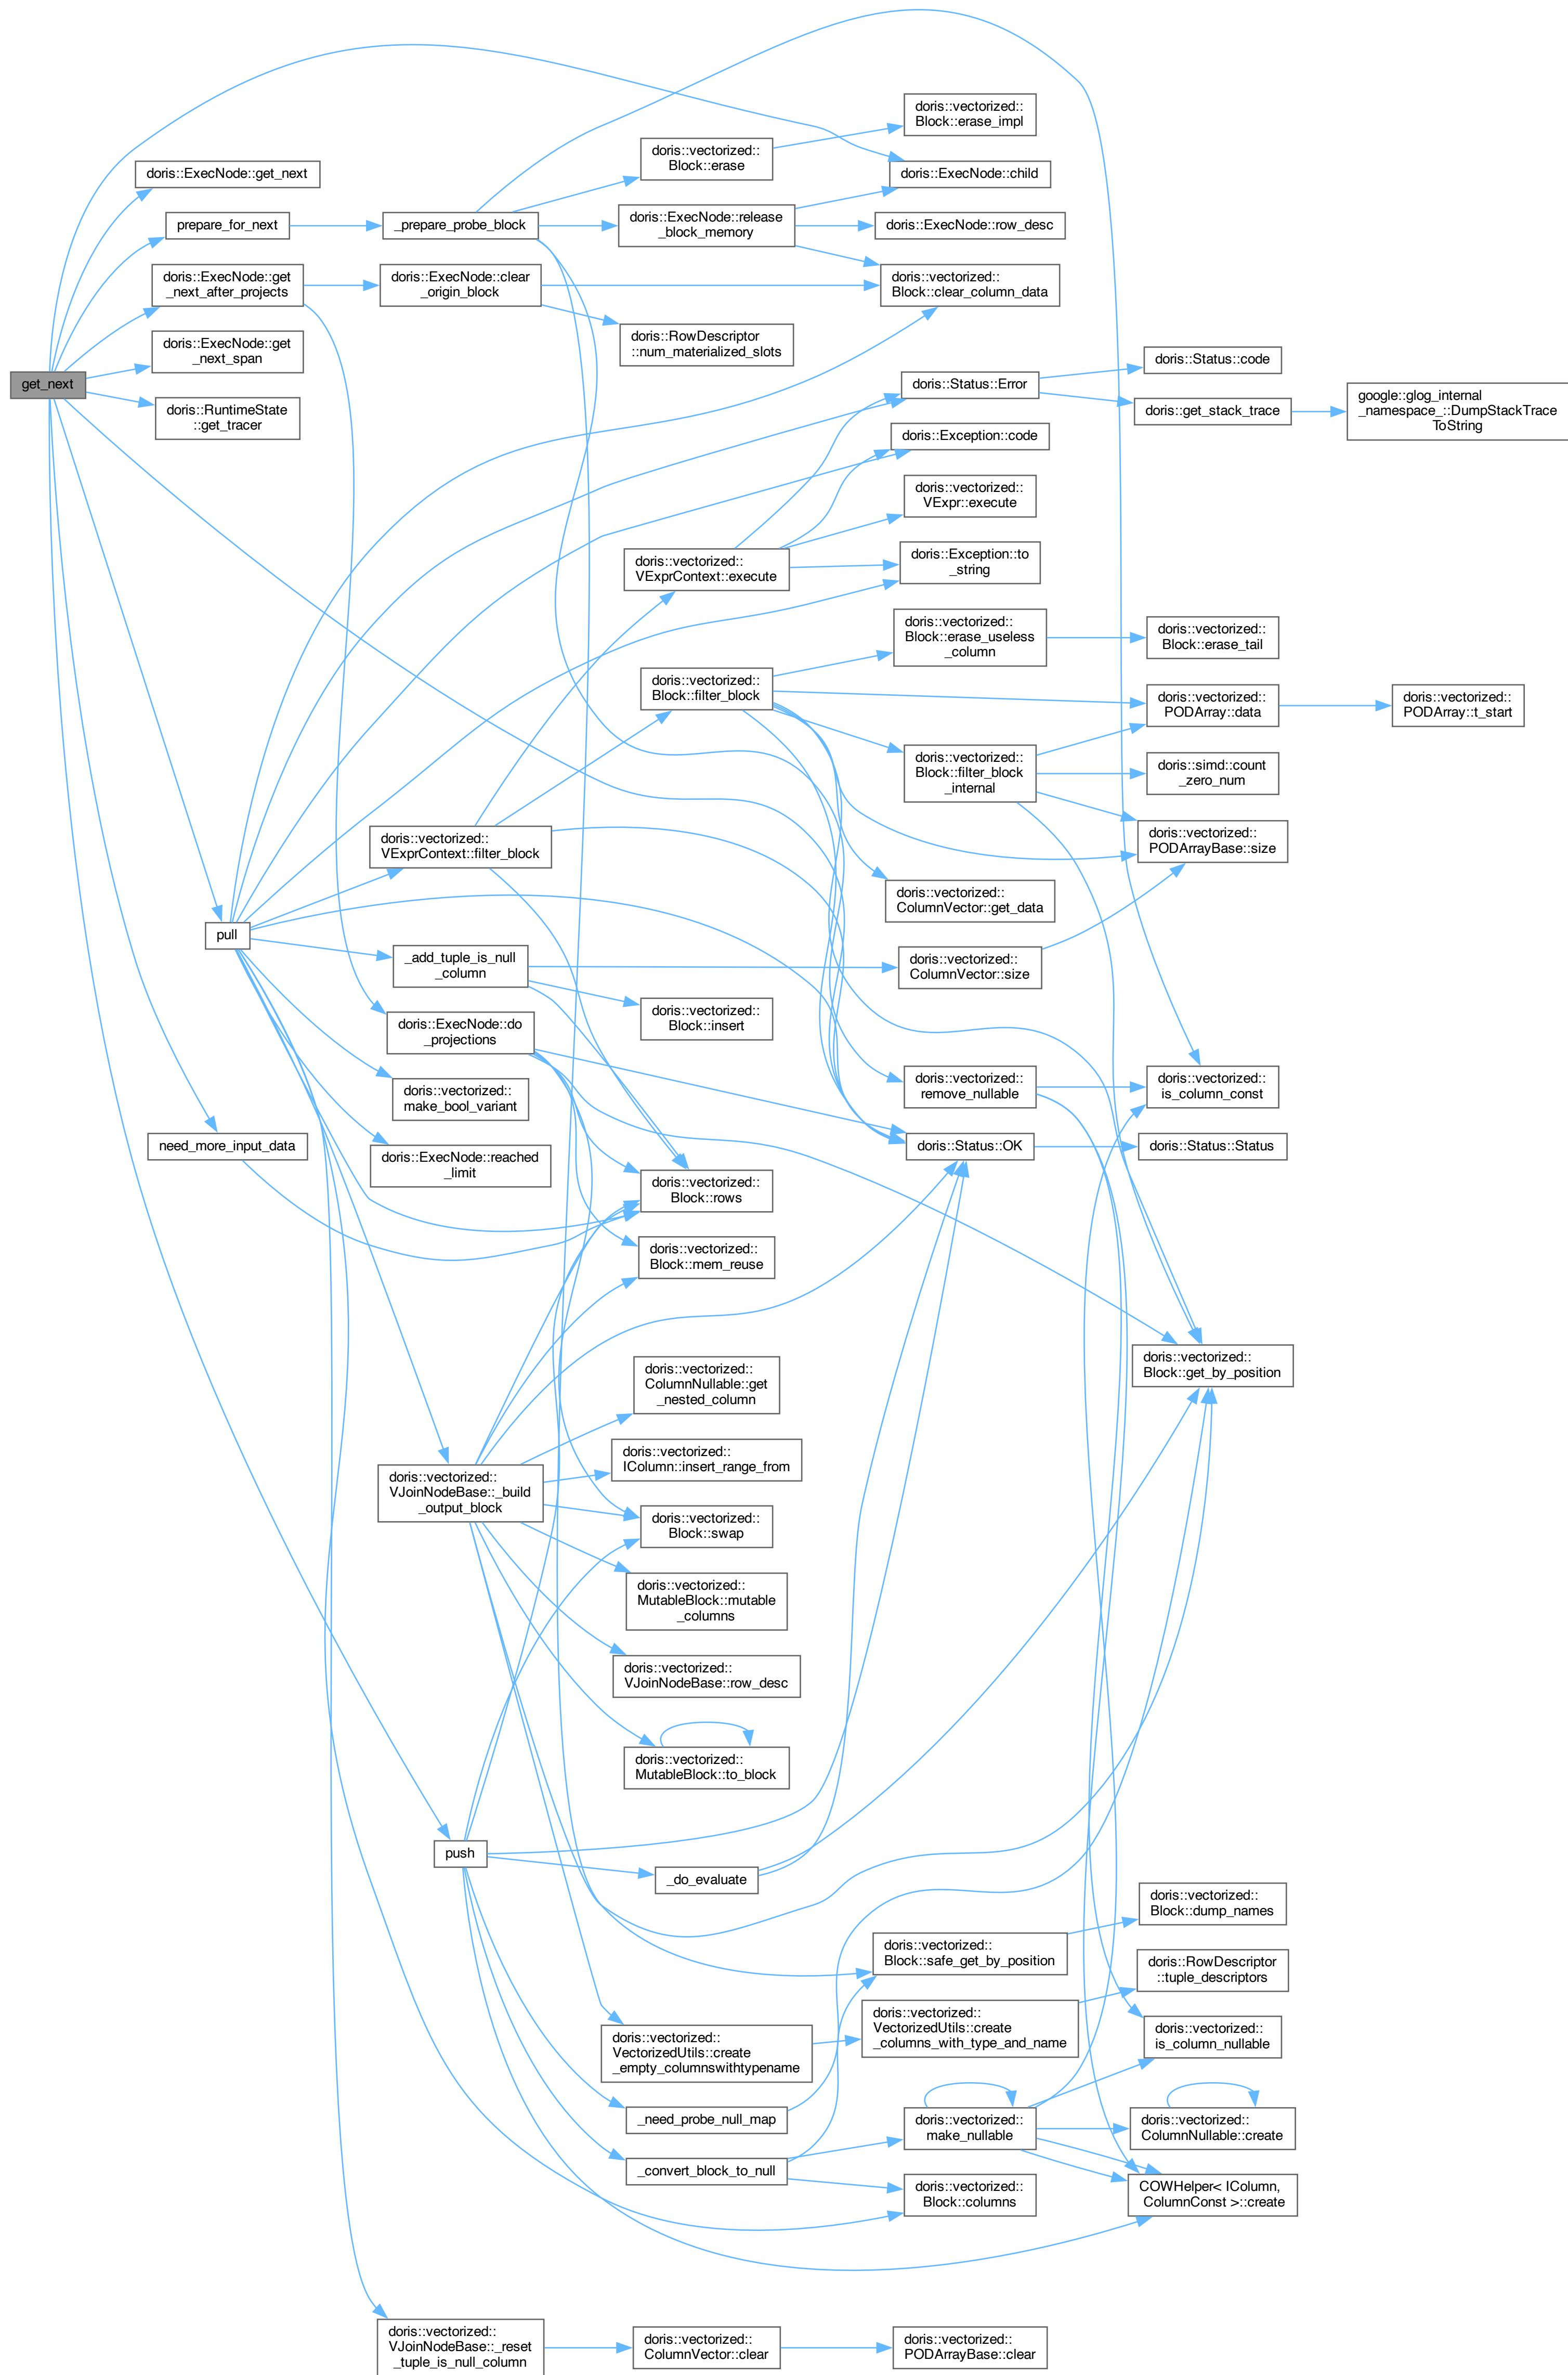 doris::vectorized::
Block::erase_impl
doris::vectorized::
Block::erase
doris::ExecNode::get_next
doris::ExecNode::child
prepare_for_next
_prepare_probe_block
doris::ExecNode::release
_block_memory
doris::ExecNode::row_desc
doris::ExecNode::get
_next_after_projects
doris::ExecNode::clear
_origin_block
doris::vectorized::
Block::clear_column_data
doris::ExecNode::get
_next_span
doris::RowDescriptor
::num_materialized_slots
get_next
doris::Status::Error
doris::Status::code
doris::RuntimeState
::get_tracer
doris::get_stack_trace
google::glog_internal
_namespace_::DumpStackTrace
ToString
doris::Exception::code
doris::vectorized::
VExpr::execute
doris::vectorized::
VExprContext::execute
doris::Exception::to
_string
doris::vectorized::
Block::erase_useless
_column
doris::vectorized::
Block::erase_tail
doris::vectorized::
Block::filter_block
doris::vectorized::
PODArray::data
doris::vectorized::
PODArray::t_start
doris::vectorized::
Block::filter_block
_internal
doris::simd::count
_zero_num
doris::vectorized::
VExprContext::filter_block
doris::vectorized::
PODArrayBase::size
doris::vectorized::
ColumnVector::get_data
pull
_add_tuple_is_null
_column
doris::vectorized::
ColumnVector::size
doris::vectorized::
Block::insert
doris::ExecNode::do
_projections
doris::vectorized::
make_bool_variant
doris::vectorized::
remove_nullable
doris::vectorized::
is_column_const
need_more_input_data
doris::ExecNode::reached
_limit
doris::Status::OK
doris::Status::Status
doris::vectorized::
Block::rows
doris::vectorized::
Block::mem_reuse
doris::vectorized::
Block::get_by_position
doris::vectorized::
ColumnNullable::get
_nested_column
doris::vectorized::
IColumn::insert_range_from
doris::vectorized::
VJoinNodeBase::_build
_output_block
doris::vectorized::
Block::swap
doris::vectorized::
MutableBlock::mutable
_columns
doris::vectorized::
VJoinNodeBase::row_desc
doris::vectorized::
MutableBlock::to_block
push
_do_evaluate
doris::vectorized::
Block::dump_names
doris::vectorized::
Block::safe_get_by_position
doris::RowDescriptor
::tuple_descriptors
doris::vectorized::
VectorizedUtils::create
_empty_columnswithtypename
doris::vectorized::
VectorizedUtils::create
_columns_with_type_and_name
doris::vectorized::
is_column_nullable
_need_probe_null_map
doris::vectorized::
make_nullable
doris::vectorized::
ColumnNullable::create
_convert_block_to_null
doris::vectorized::
Block::columns
COWHelper< IColumn,
ColumnConst >::create
doris::vectorized::
VJoinNodeBase::_reset
_tuple_is_null_column
doris::vectorized::
ColumnVector::clear
doris::vectorized::
PODArrayBase::clear